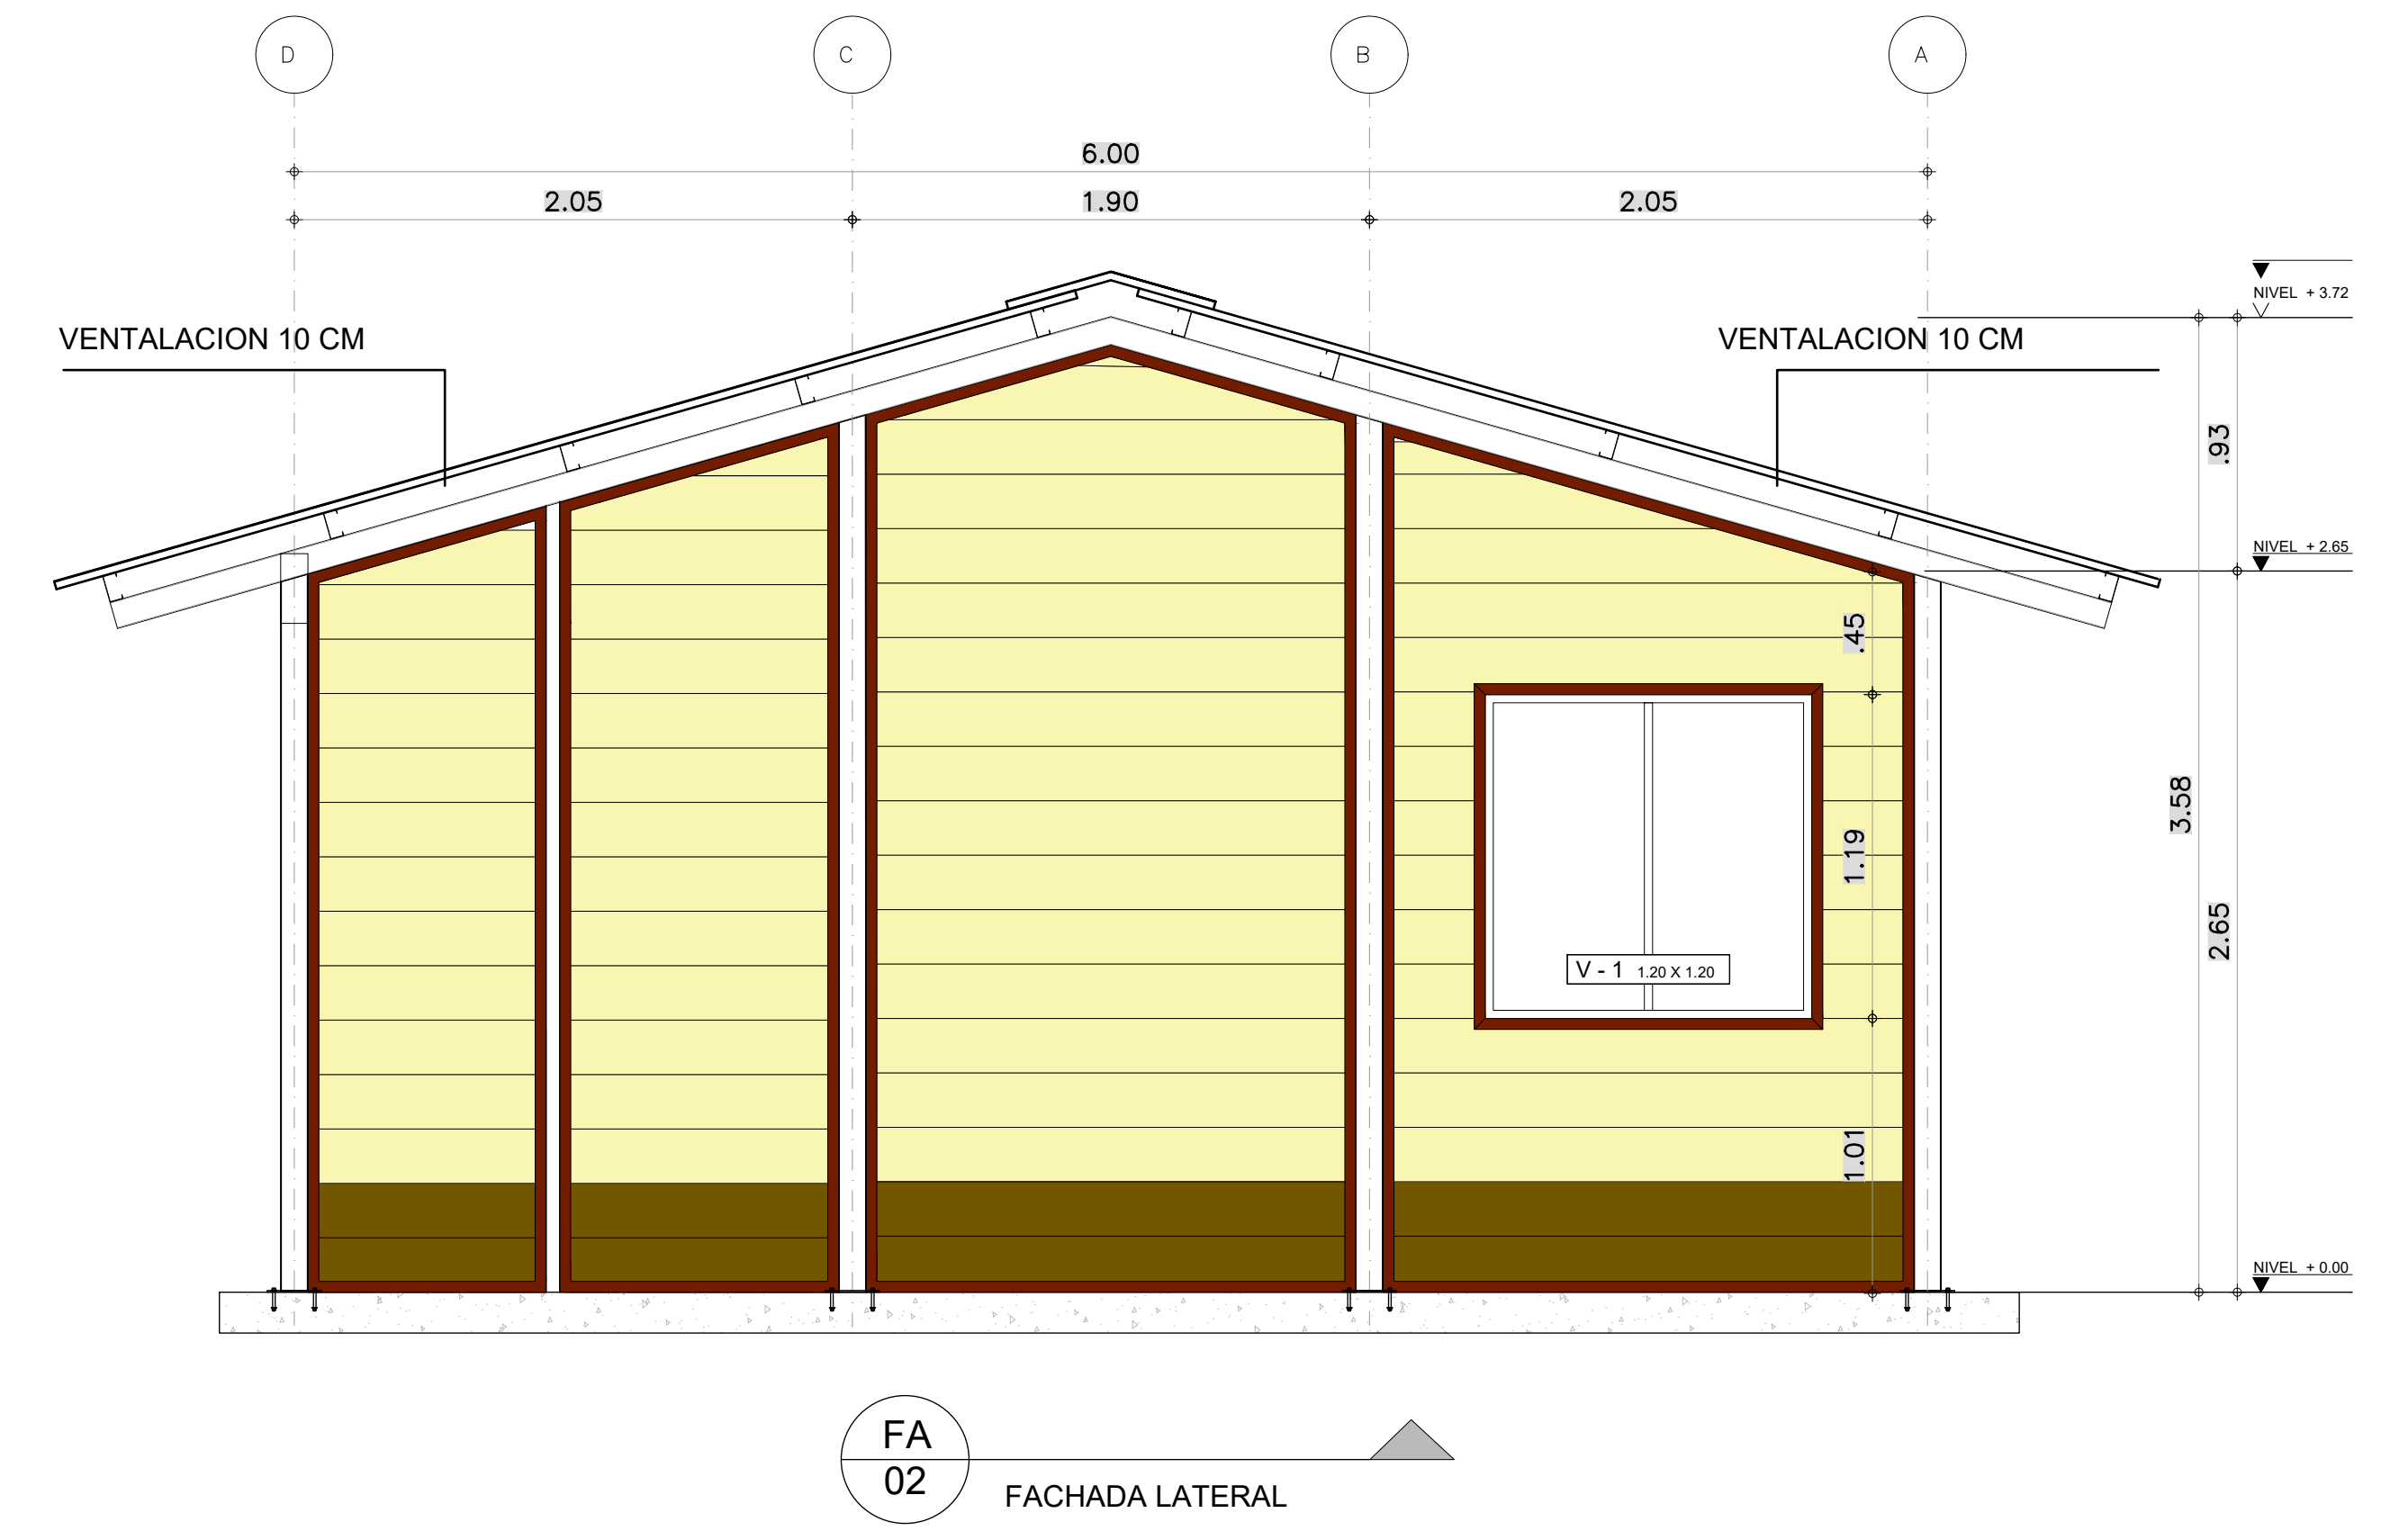 D
C
B
A
6.00
2.05
1.90
2.05
NIVEL + 3.72
VENTALACION 10 CM
VENTALACION 10 CM
.93
NIVEL + 2.65
.45
3.58
1.19
2.65
V - 1 1.20 X 1.20
1.01
NIVEL + 0.00
FA
02
FACHADA LATERAL